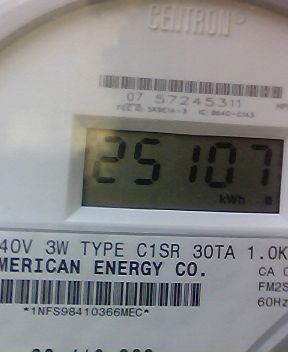 CENTRON®
07 57245311
25107
kWh
40V 3W TYPE C1SR 30TA 1.0K
MERICAN ENERGY CO.
CA
FM2S
60Hz
*1NFS98410366MEC*